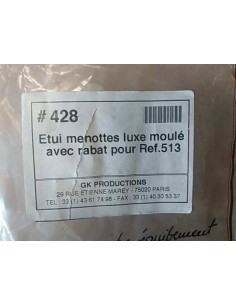 # 428
Etui menottes luxe moulé
avec rabat pour Ref.513
GK PRODUCTIONS
29 RUE ETIENNE MAREY - 75020 PARIS
TEL : 33 (1) 43 61 74 98 - FAX : 33 (1) 40 30 53 37
équipement